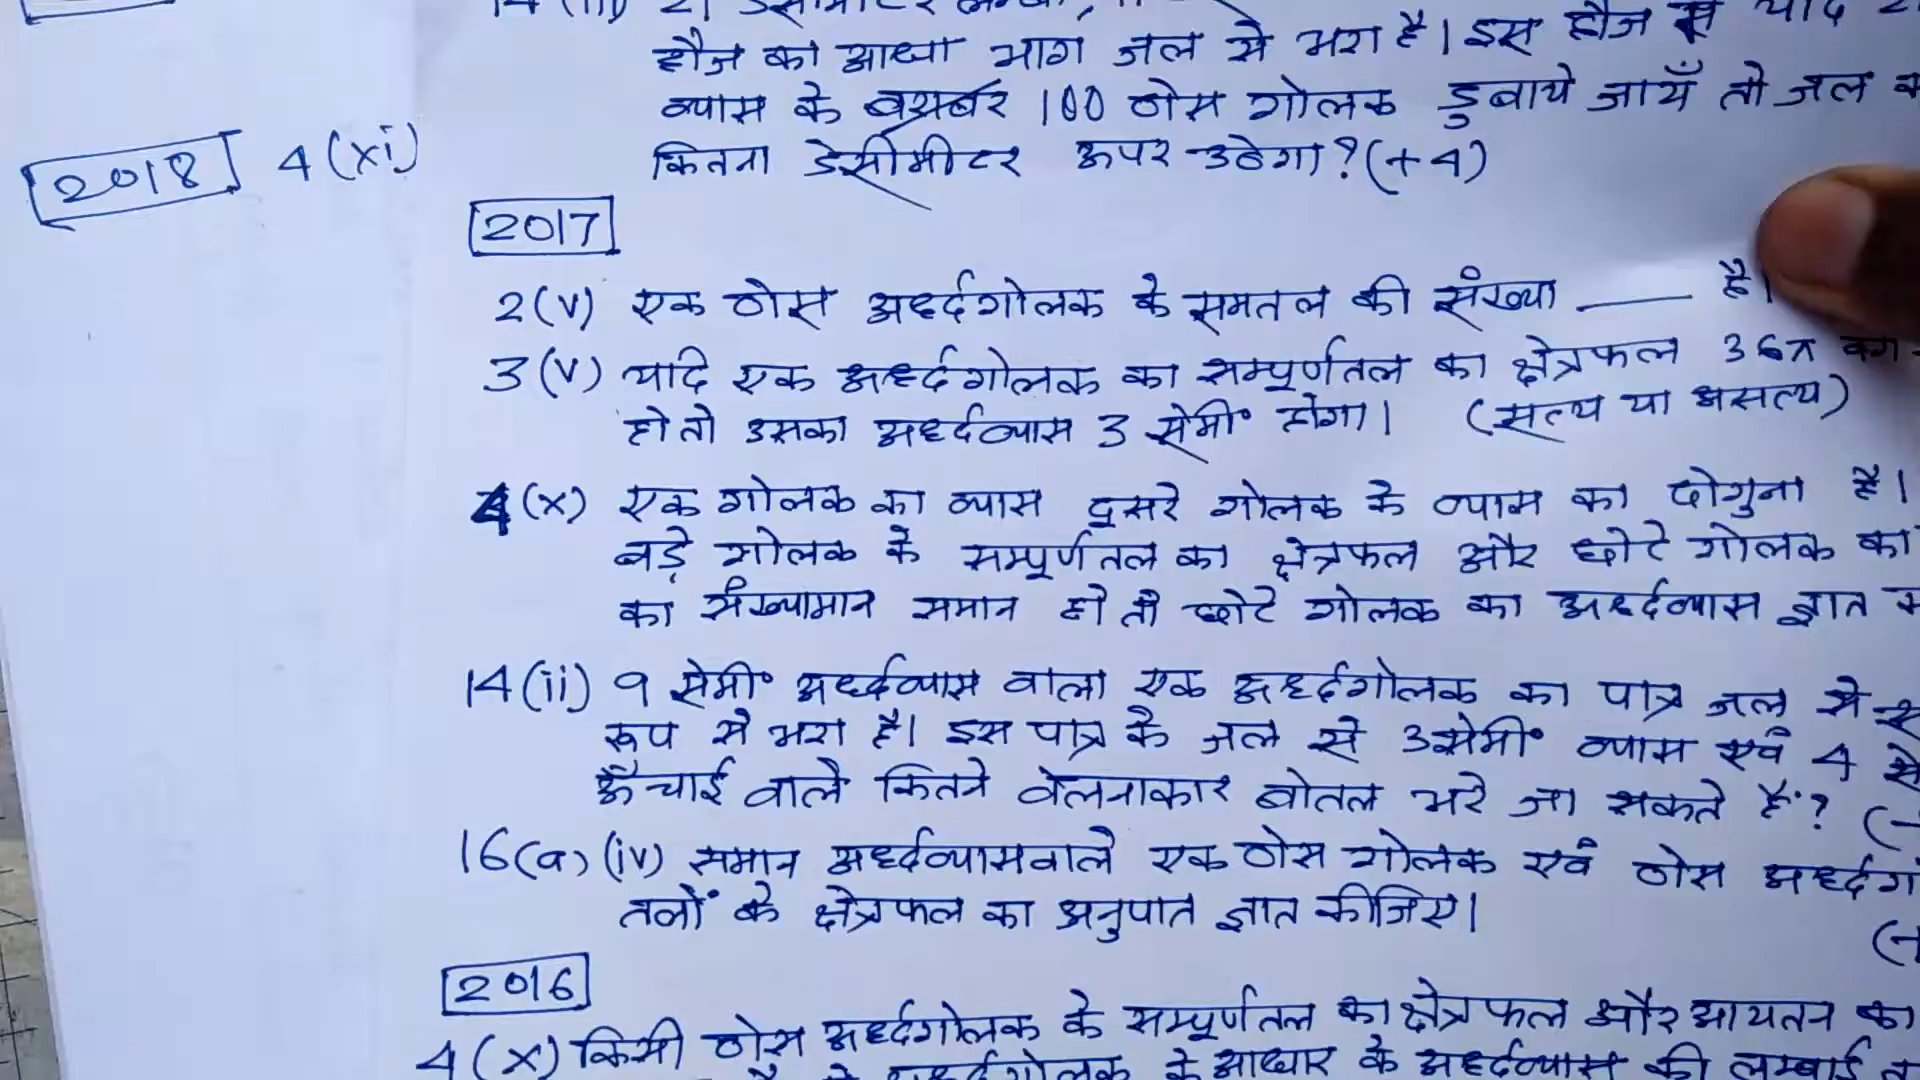 हौज का आधा भाग जल से भरा है। इस हौज में यदि
व्यास के बराबर 100 ठोस गोलक डुबाये जायँ तो जल
2018 4(xi)
कितना डेसीमीटर ऊपर उठेगा? (+4)
2017
2(v) एक ठोस अर्द्धगोलक के समतल की संख्या —— है।
3(v) यदि एक अर्द्धगोलक का सम्पूर्णतल का क्षेत्रफल 36π वर्ग
हो तो उसका अर्द्धव्यास 3 सेमी॰ होगा। (सत्य या असत्य)
4(x) एक गोलक का व्यास दूसरे गोलक के व्यास का दोगुना है।
बड़े गोलक के सम्पूर्णतल का क्षेत्रफल और छोटे गोलक का
का संख्यामान समान हो तो छोटे गोलक का अर्द्धव्यास ज्ञात
14(ii) 9 सेमी॰ अर्द्धव्यास वाला एक अर्द्धगोलक का पात्र जल से
रूप से भरा है। इस पात्र के जल से 3 सेमी॰ व्यास एवं 4 से
ऊँचाई वाले कितने बेलनाकार बोतल भरे जा सकते हैं?
16(a)(iv) समान अर्द्धव्यासवाले एक ठोस गोलक एवं ठोस अर्द्धग
तलों के क्षेत्रफल का अनुपात ज्ञात कीजिए।
2016
4(x) किसी ठोस अर्द्धगोलक के सम्पूर्णतल का क्षेत्रफल और आयतन का
के आधार के अर्द्धव्यास की लम्बाई